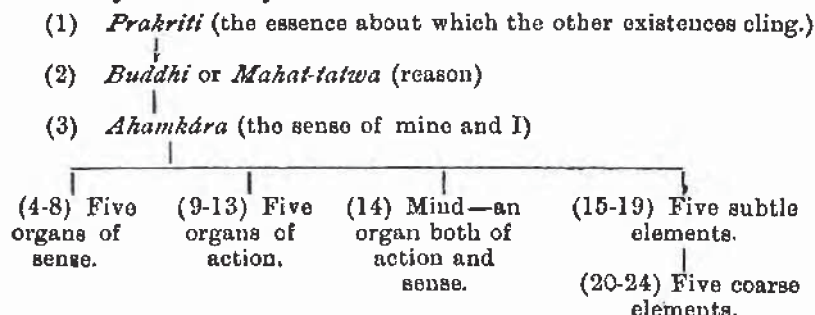 (1) Prakriti (the essence about which the other existences cling.)
(2) Buddhi or Mahat-tatwa (reason)
(3) Ahamkára (the sense of mine and I)
(4-8) Five organs of sense.
(9-13) Five organs of action.
(14) Mind—an organ both of action and sense.
(15-19) Five subtle elements.
(20-24) Five coarse elements.